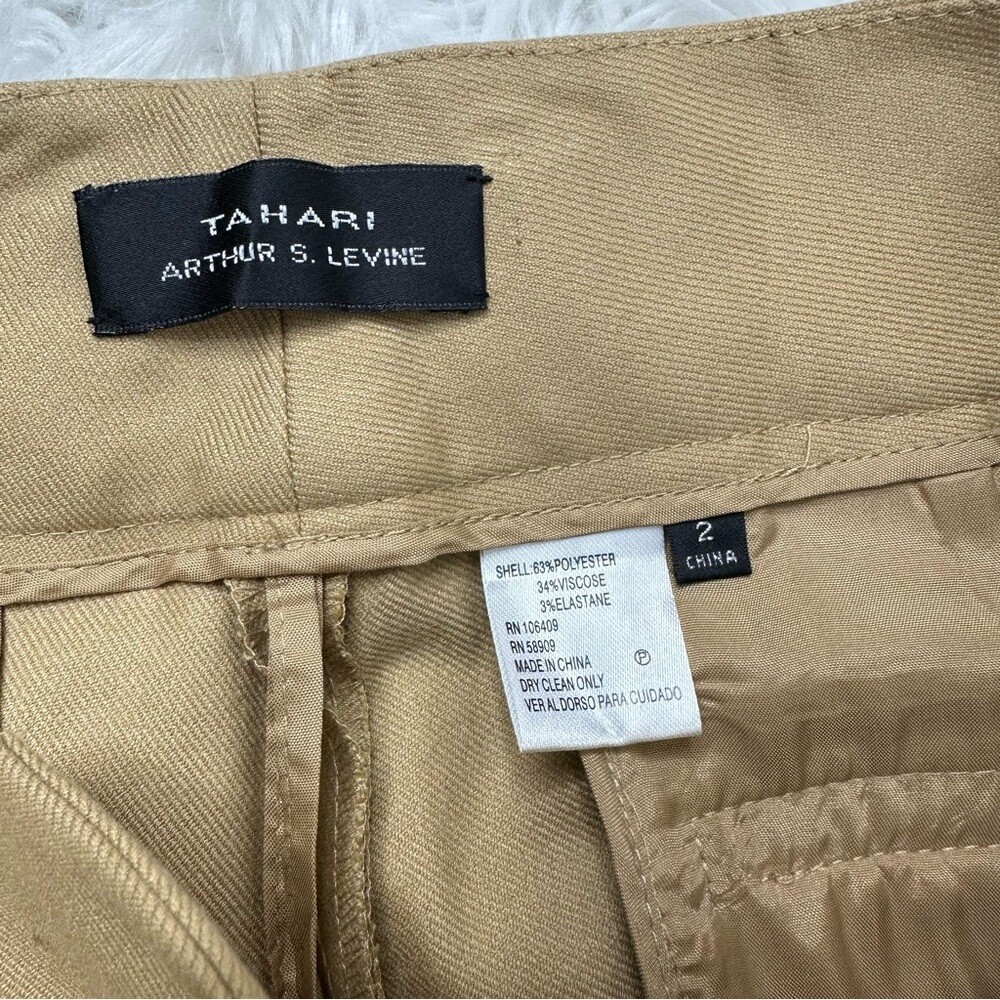 TAHARI
ARTHUR S. LEVINE
2
CHINA
SHELL:63%POLYESTER
34%VISCOSE
3%ELASTANE
RN 106409
RN 58909
MADE IN CHINA
P
DRY CLEAN ONLY
VER AL DORSO PARA CUIDADO